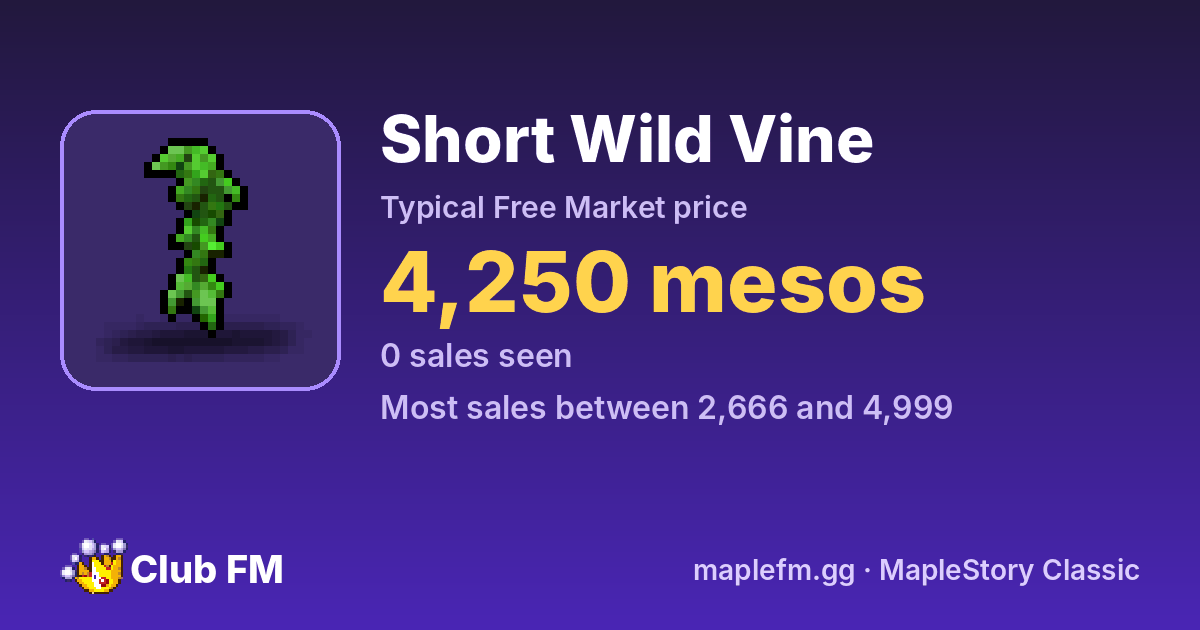 Short Wild Vine
Typical Free Market price
4,250 mesos
0 sales seen
Most sales between 2,666 and 4,999
Club FM
maplefm.gg · MapleStory Classic